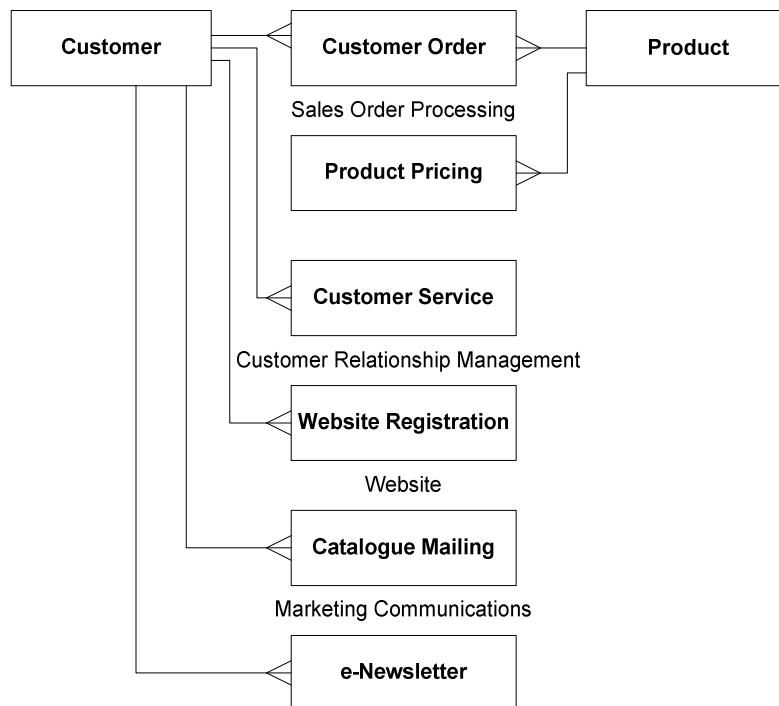 Customer
Customer Order
Product
Sales Order Processing
Product Pricing
Customer Service
Customer Relationship Management
Website Registration
Website
Catalogue Mailing
Marketing Communications
e-Newsletter